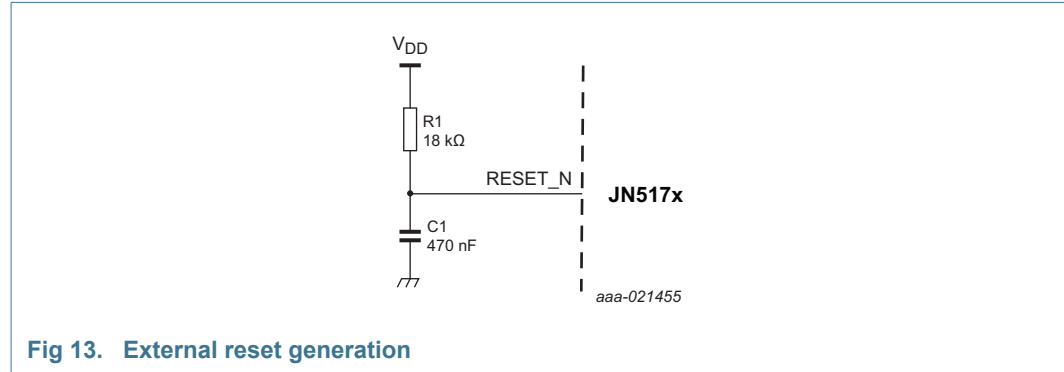 VDD
R1
18 kΩ
RESET_N
JN517x
C1
470 nF
aaa-021455
Fig 13. External reset generation